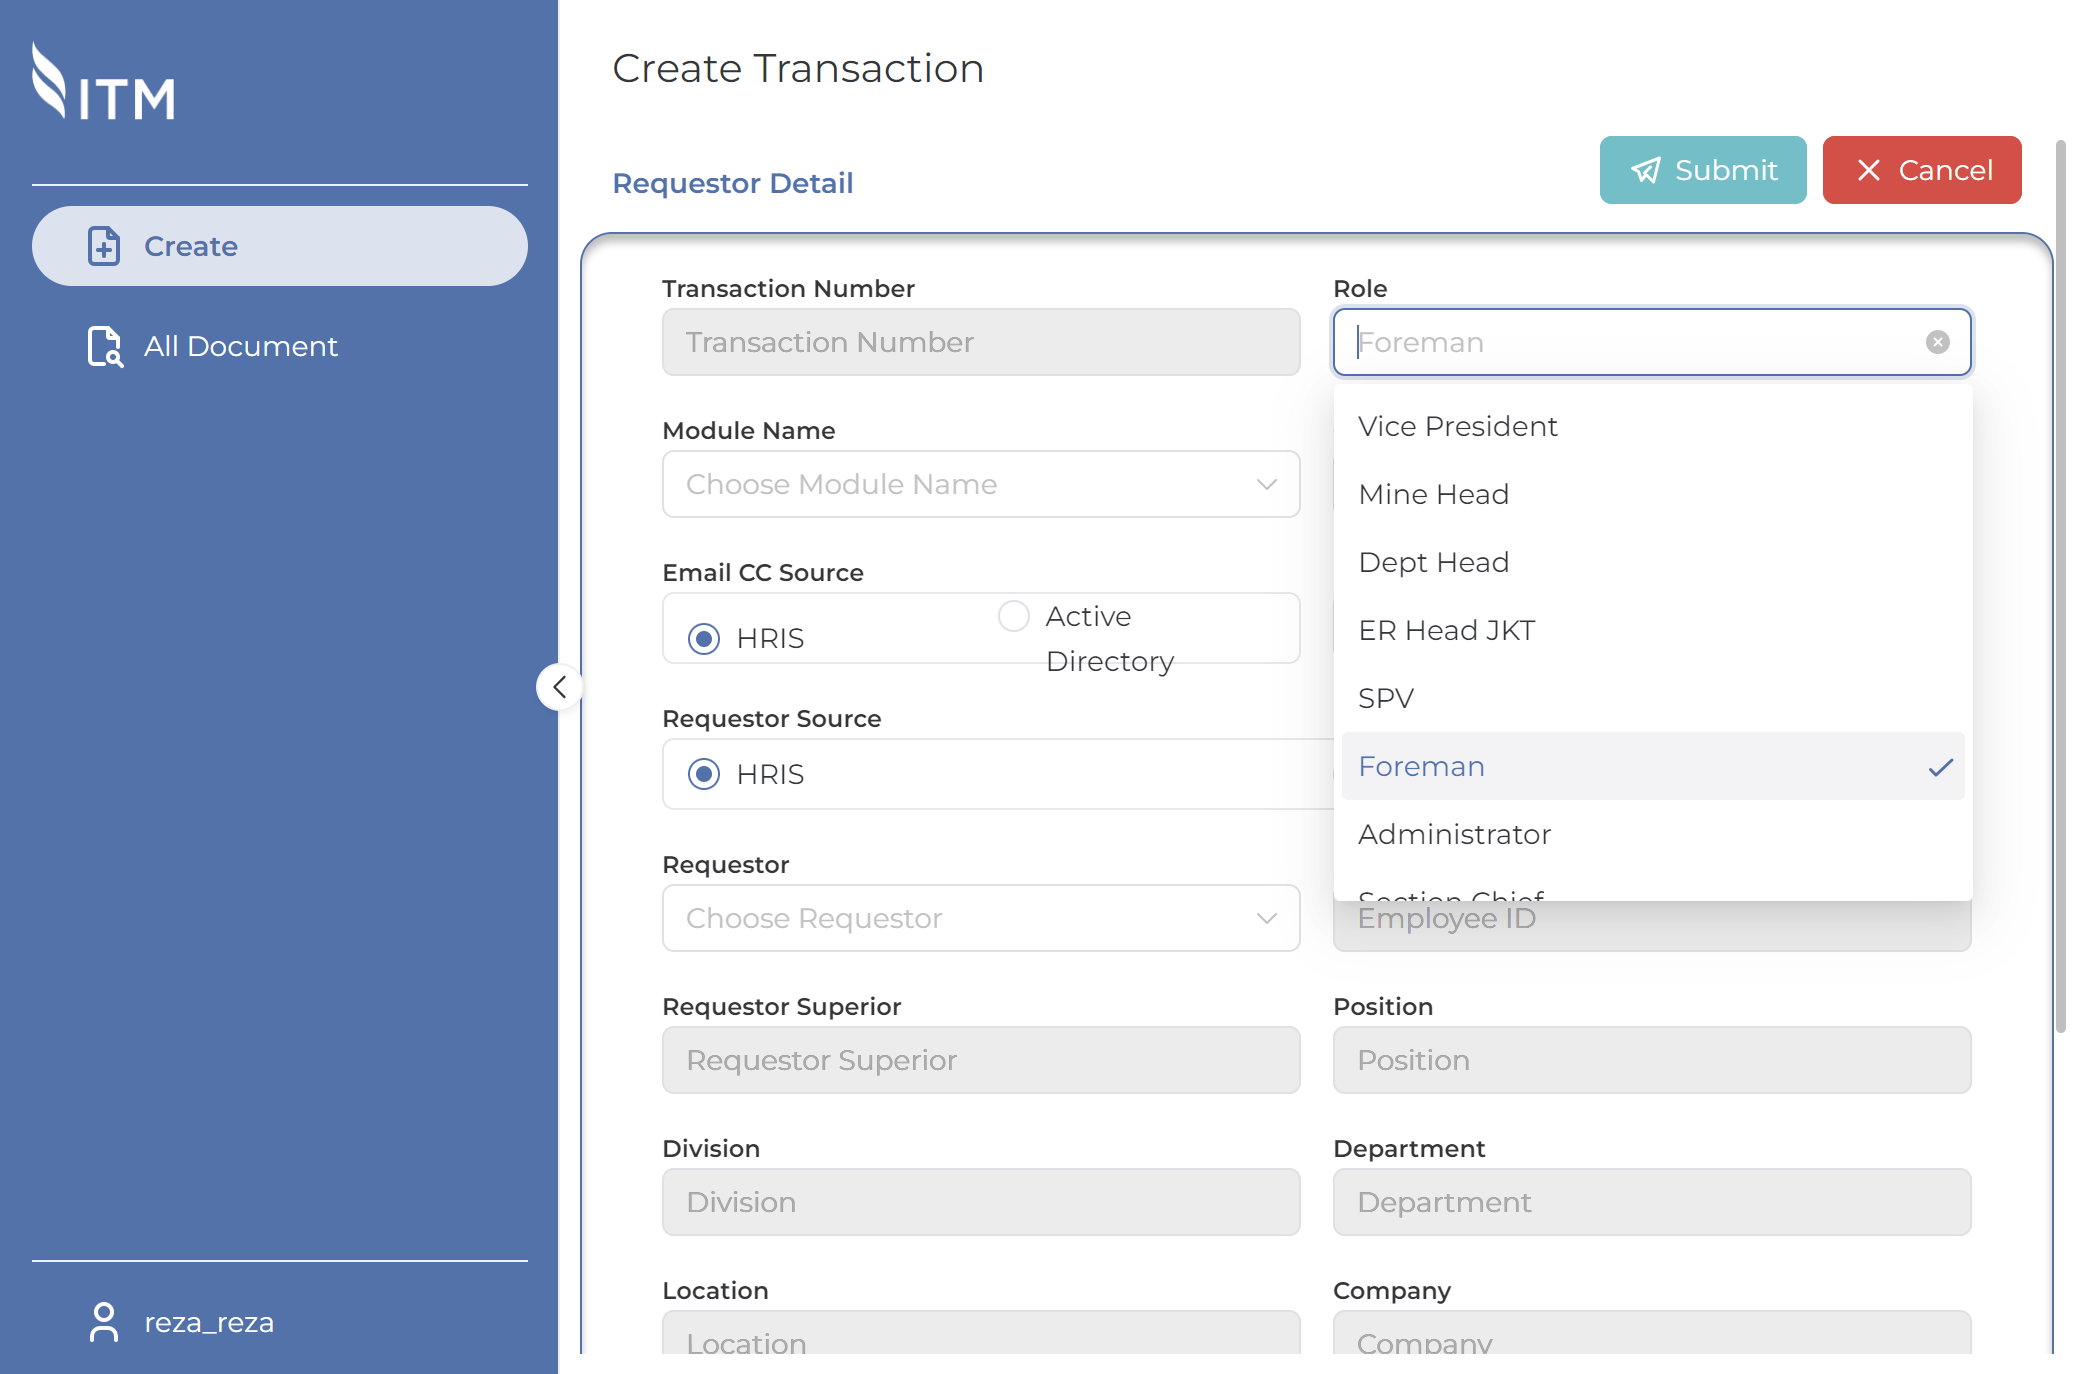 ITM
Create
All Document
reza_reza
Create Transaction
Requestor Detail
Submit
Cancel
Transaction Number
Transaction Number
Role
Foreman
Vice President
Mine Head
Dept Head
ER Head JKT
SPV
Foreman
Administrator
Section Chief
Module Name
Choose Module Name
Email CC Source
HRIS
Active
Directory
Requestor Source
HRIS
Requestor
Choose Requestor
Employee ID
Requestor Superior
Requestor Superior
Position
Position
Division
Division
Department
Department
Location
Location
Company
Company